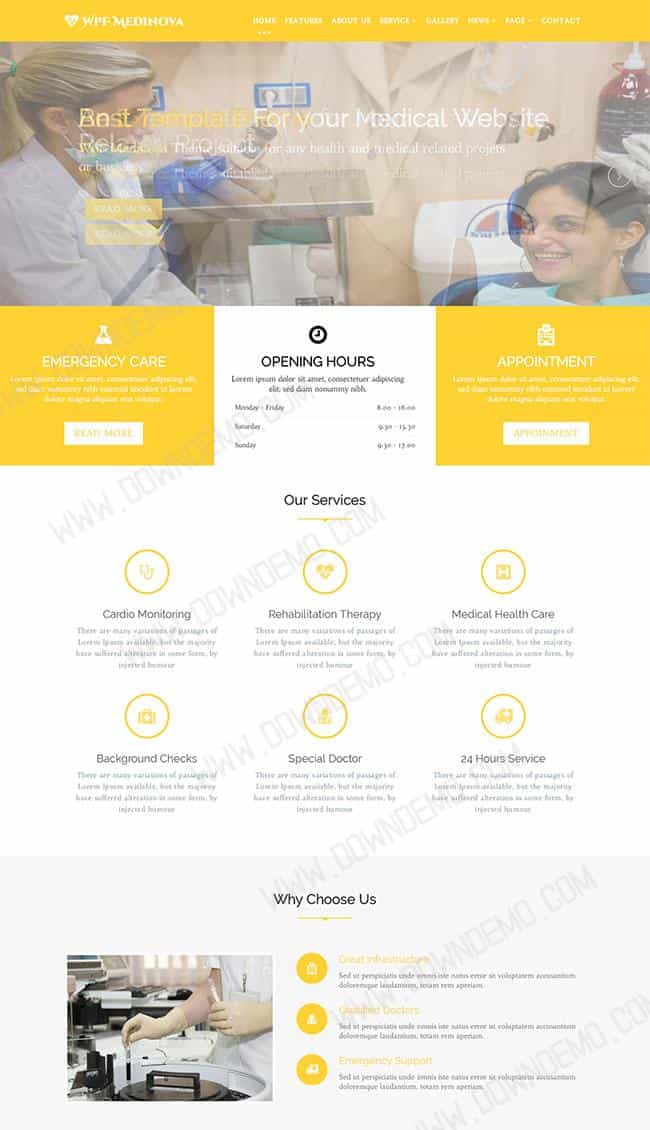 WPF MEDINOVA
HOME FEATURES ABOUT US SERVICE GALLERY NEWS PAGE CONTACT
Best Template For your Medical Website
WPF Medinova Theme suitable for any health and medical related projets
or business
READ MORE
READ MORE
EMERGENCY CARE
Lorem ipsum dolor sit amet, consectetuer adipiscing elit,
sed diam nonummy nibh euismod tincidunt ut laoreet
dolore magna aliquam erat volutpat.
READ MORE
OPENING HOURS
Lorem ipsum dolor sit amet, consectetuer adipiscing
elit, sed diam nonummy nibh.
Monday - Friday 8.00 - 16.00
Saturday 9.30 - 15.30
Sunday 9.30 - 17.00
APPOINTMENT
Lorem ipsum dolor sit amet, consectetuer adipiscing elit,
sed diam nonummy nibh euismod tincidunt ut laoreet
dolore magna aliquam erat volutpat.
APPOINMENT
Our Services
Cardio Monitoring
There are many variations of passages of
Lorem Ipsum available, but the majority
have suffered alteration in some form, by
injected humour
Rehabilitation Therapy
There are many variations of passages of
Lorem Ipsum available, but the majority
have suffered alteration in some form, by
injected humour
Medical Health Care
There are many variations of passages of
Lorem Ipsum available, but the majority
have suffered alteration in some form, by
injected humour
Background Checks
There are many variations of passages of
Lorem Ipsum available, but the majority
have suffered alteration in some form, by
injected humour
Special Doctor
There are many variations of passages of
Lorem Ipsum available, but the majority
have suffered alteration in some form, by
injected humour
24 Hours Service
There are many variations of passages of
Lorem Ipsum available, but the majority
have suffered alteration in some form, by
injected humour
Why Choose Us
Great Infrastructure
Sed ut perspiciatis unde omnis iste natus error sit voluptatem accusantium
doloremque laudantium, totam rem aperiam.
Qualified Doctors
Sed ut perspiciatis unde omnis iste natus error sit voluptatem accusantium
doloremque laudantium, totam rem aperiam.
Emergency Support
Sed ut perspiciatis unde omnis iste natus error sit voluptatem accusantium
doloremque laudantium, totam rem aperiam.
WWW.DOWNDEMO.COM
WWW.DOWNDEMO.COM
WWW.DOWNDEMO.COM
WWW.DOWNDEMO.COM